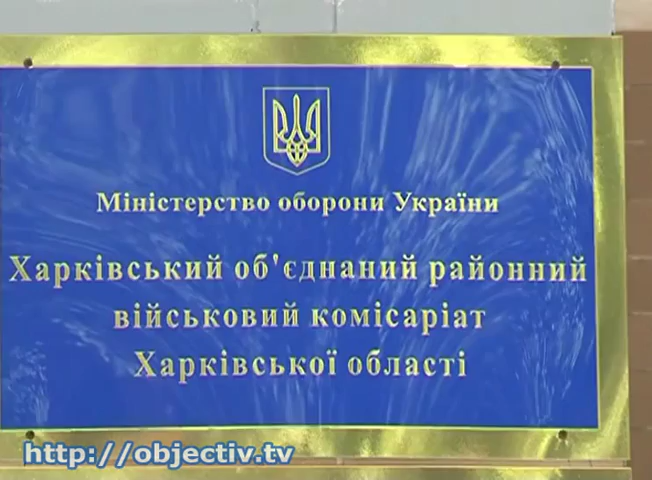 Міністерство оборони України
Харківський об'єднаний районний
військовий комісаріат
Харківської області
http://objectiv.tv